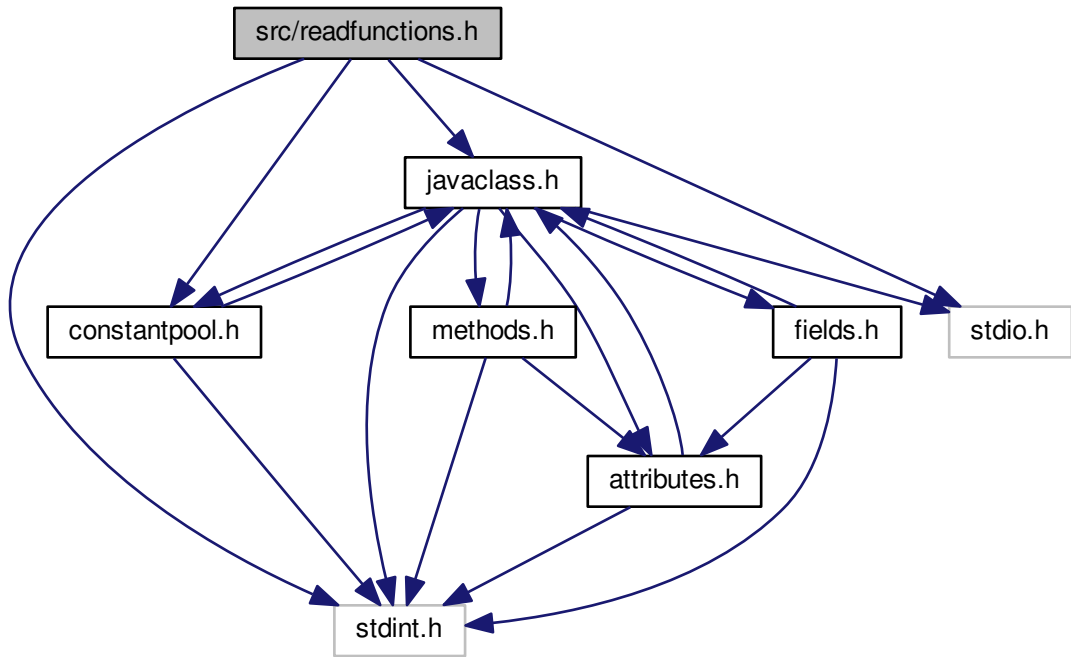 src/readfunctions.h
javaclass.h
constantpool.h
methods.h
fields.h
stdio.h
attributes.h
stdint.h